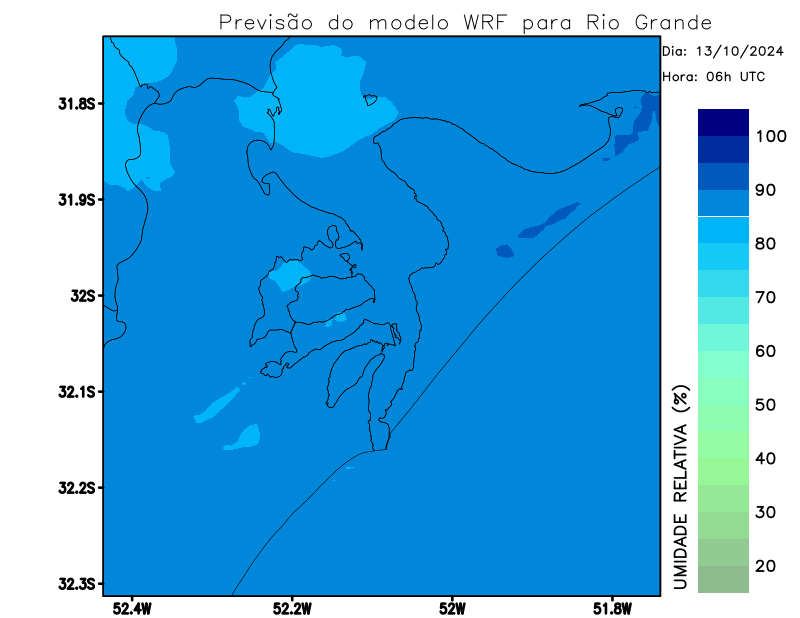 Previsão do modelo WRF para Rio Grande
Dia: 13/10/2024
Hora: 06h UTC
31.8S
31.9S
32S
32.1S
32.2S
32.3S
52.4W
52.2W
52W
51.8W
100
90
80
70
60
50
40
30
20
UMIDADE RELATIVA (%)